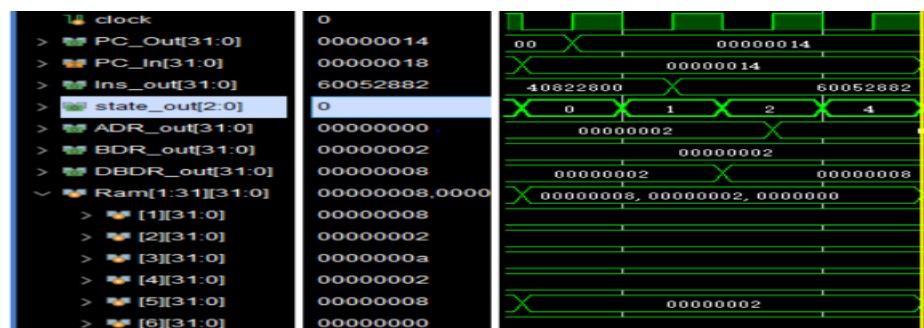 clock 0
PC_Out[31:0] 00000014 00 00000014
PC_In[31:0] 00000018 00000014
Ins_out[31:0] 60052882 40822800 60052882
state_out[2:0] 0 0 1 2 4
ADR_out[31:0] 00000000 00000002
BDR_out[31:0] 00000002 00000002
DBDR_out[31:0] 00000008 00000002 00000008
Ram[1:31][31:0] 00000008,0000 00000008, 00000002, 0000000
[1][31:0] 00000008
[2][31:0] 00000002
[3][31:0] 0000000a
[4][31:0] 00000002
[5][31:0] 00000008 00000002
[6][31:0] 00000000